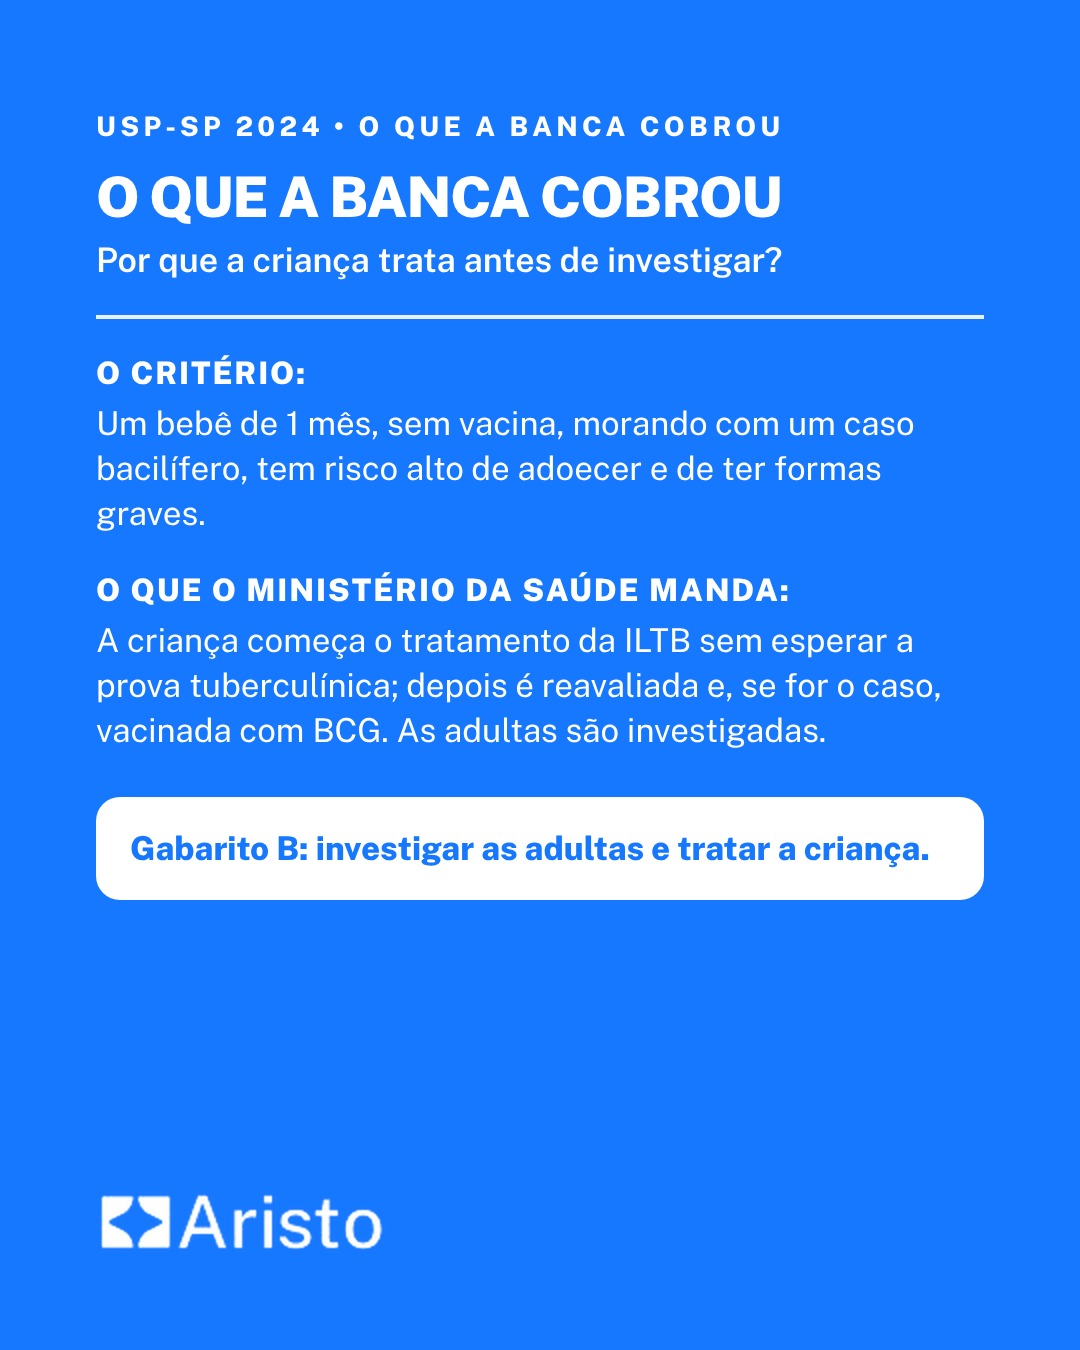 USP-SP 2024 • O QUE A BANCA COBROU
O QUE A BANCA COBROU
Por que a criança trata antes de investigar?
O CRITÉRIO:
Um bebê de 1 mês, sem vacina, morando com um caso
bacilífero, tem risco alto de adoecer e de ter formas
graves.
O QUE O MINISTÉRIO DA SAÚDE MANDA:
A criança começa o tratamento da ILTB sem esperar a
prova tuberculínica; depois é reavaliada e, se for o caso,
vacinada com BCG. As adultas são investigadas.
Gabarito B: investigar as adultas e tratar a criança.
Aristo